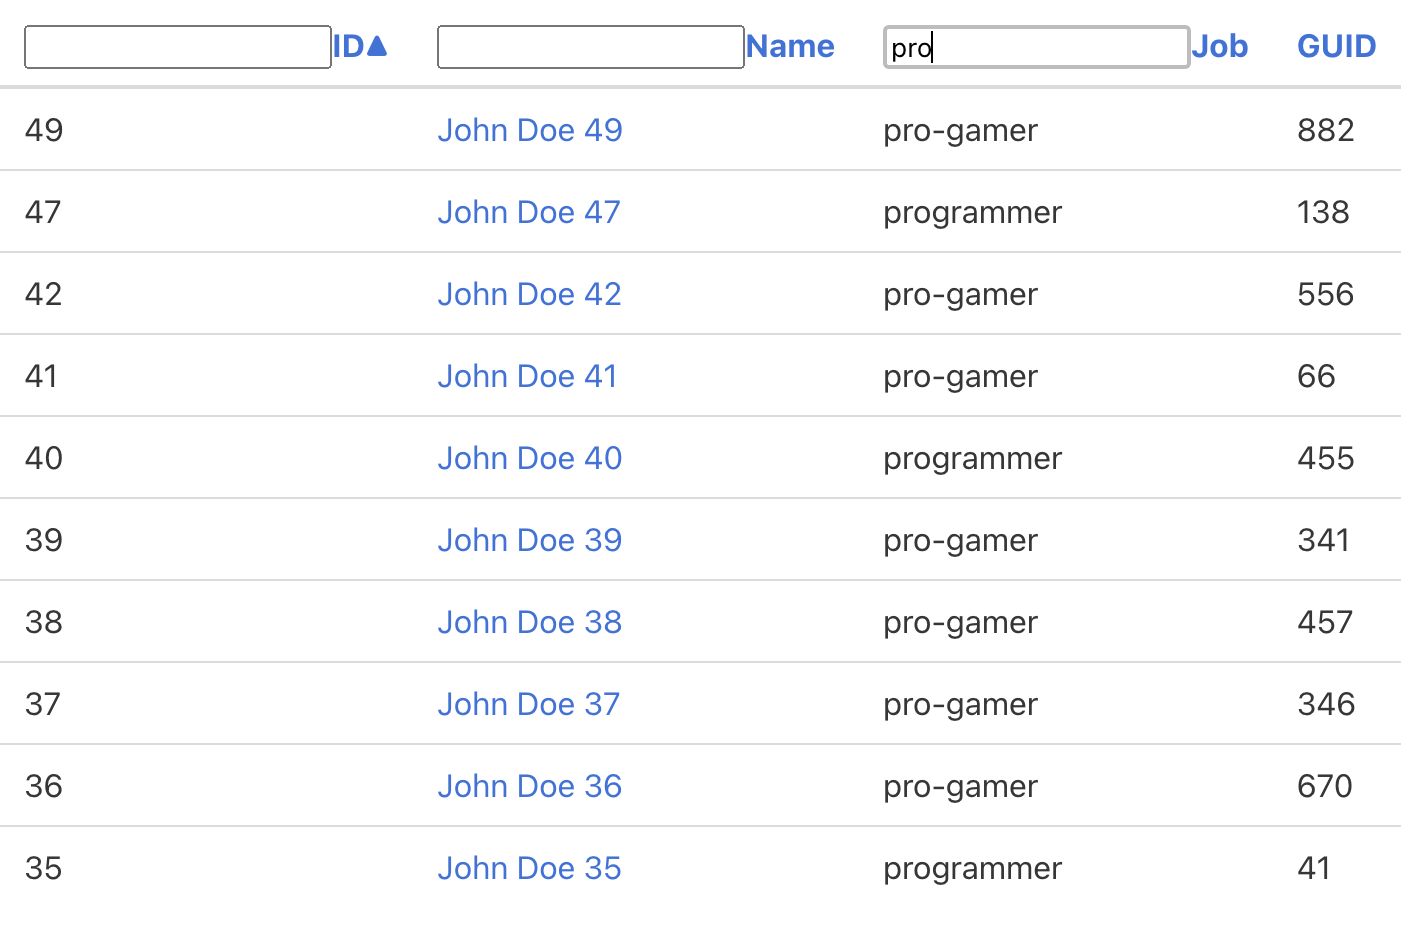 ID▲ Name pro Job GUID
49 John Doe 49 pro-gamer 882
47 John Doe 47 programmer 138
42 John Doe 42 pro-gamer 556
41 John Doe 41 pro-gamer 66
40 John Doe 40 programmer 455
39 John Doe 39 pro-gamer 341
38 John Doe 38 pro-gamer 457
37 John Doe 37 pro-gamer 346
36 John Doe 36 pro-gamer 670
35 John Doe 35 programmer 41